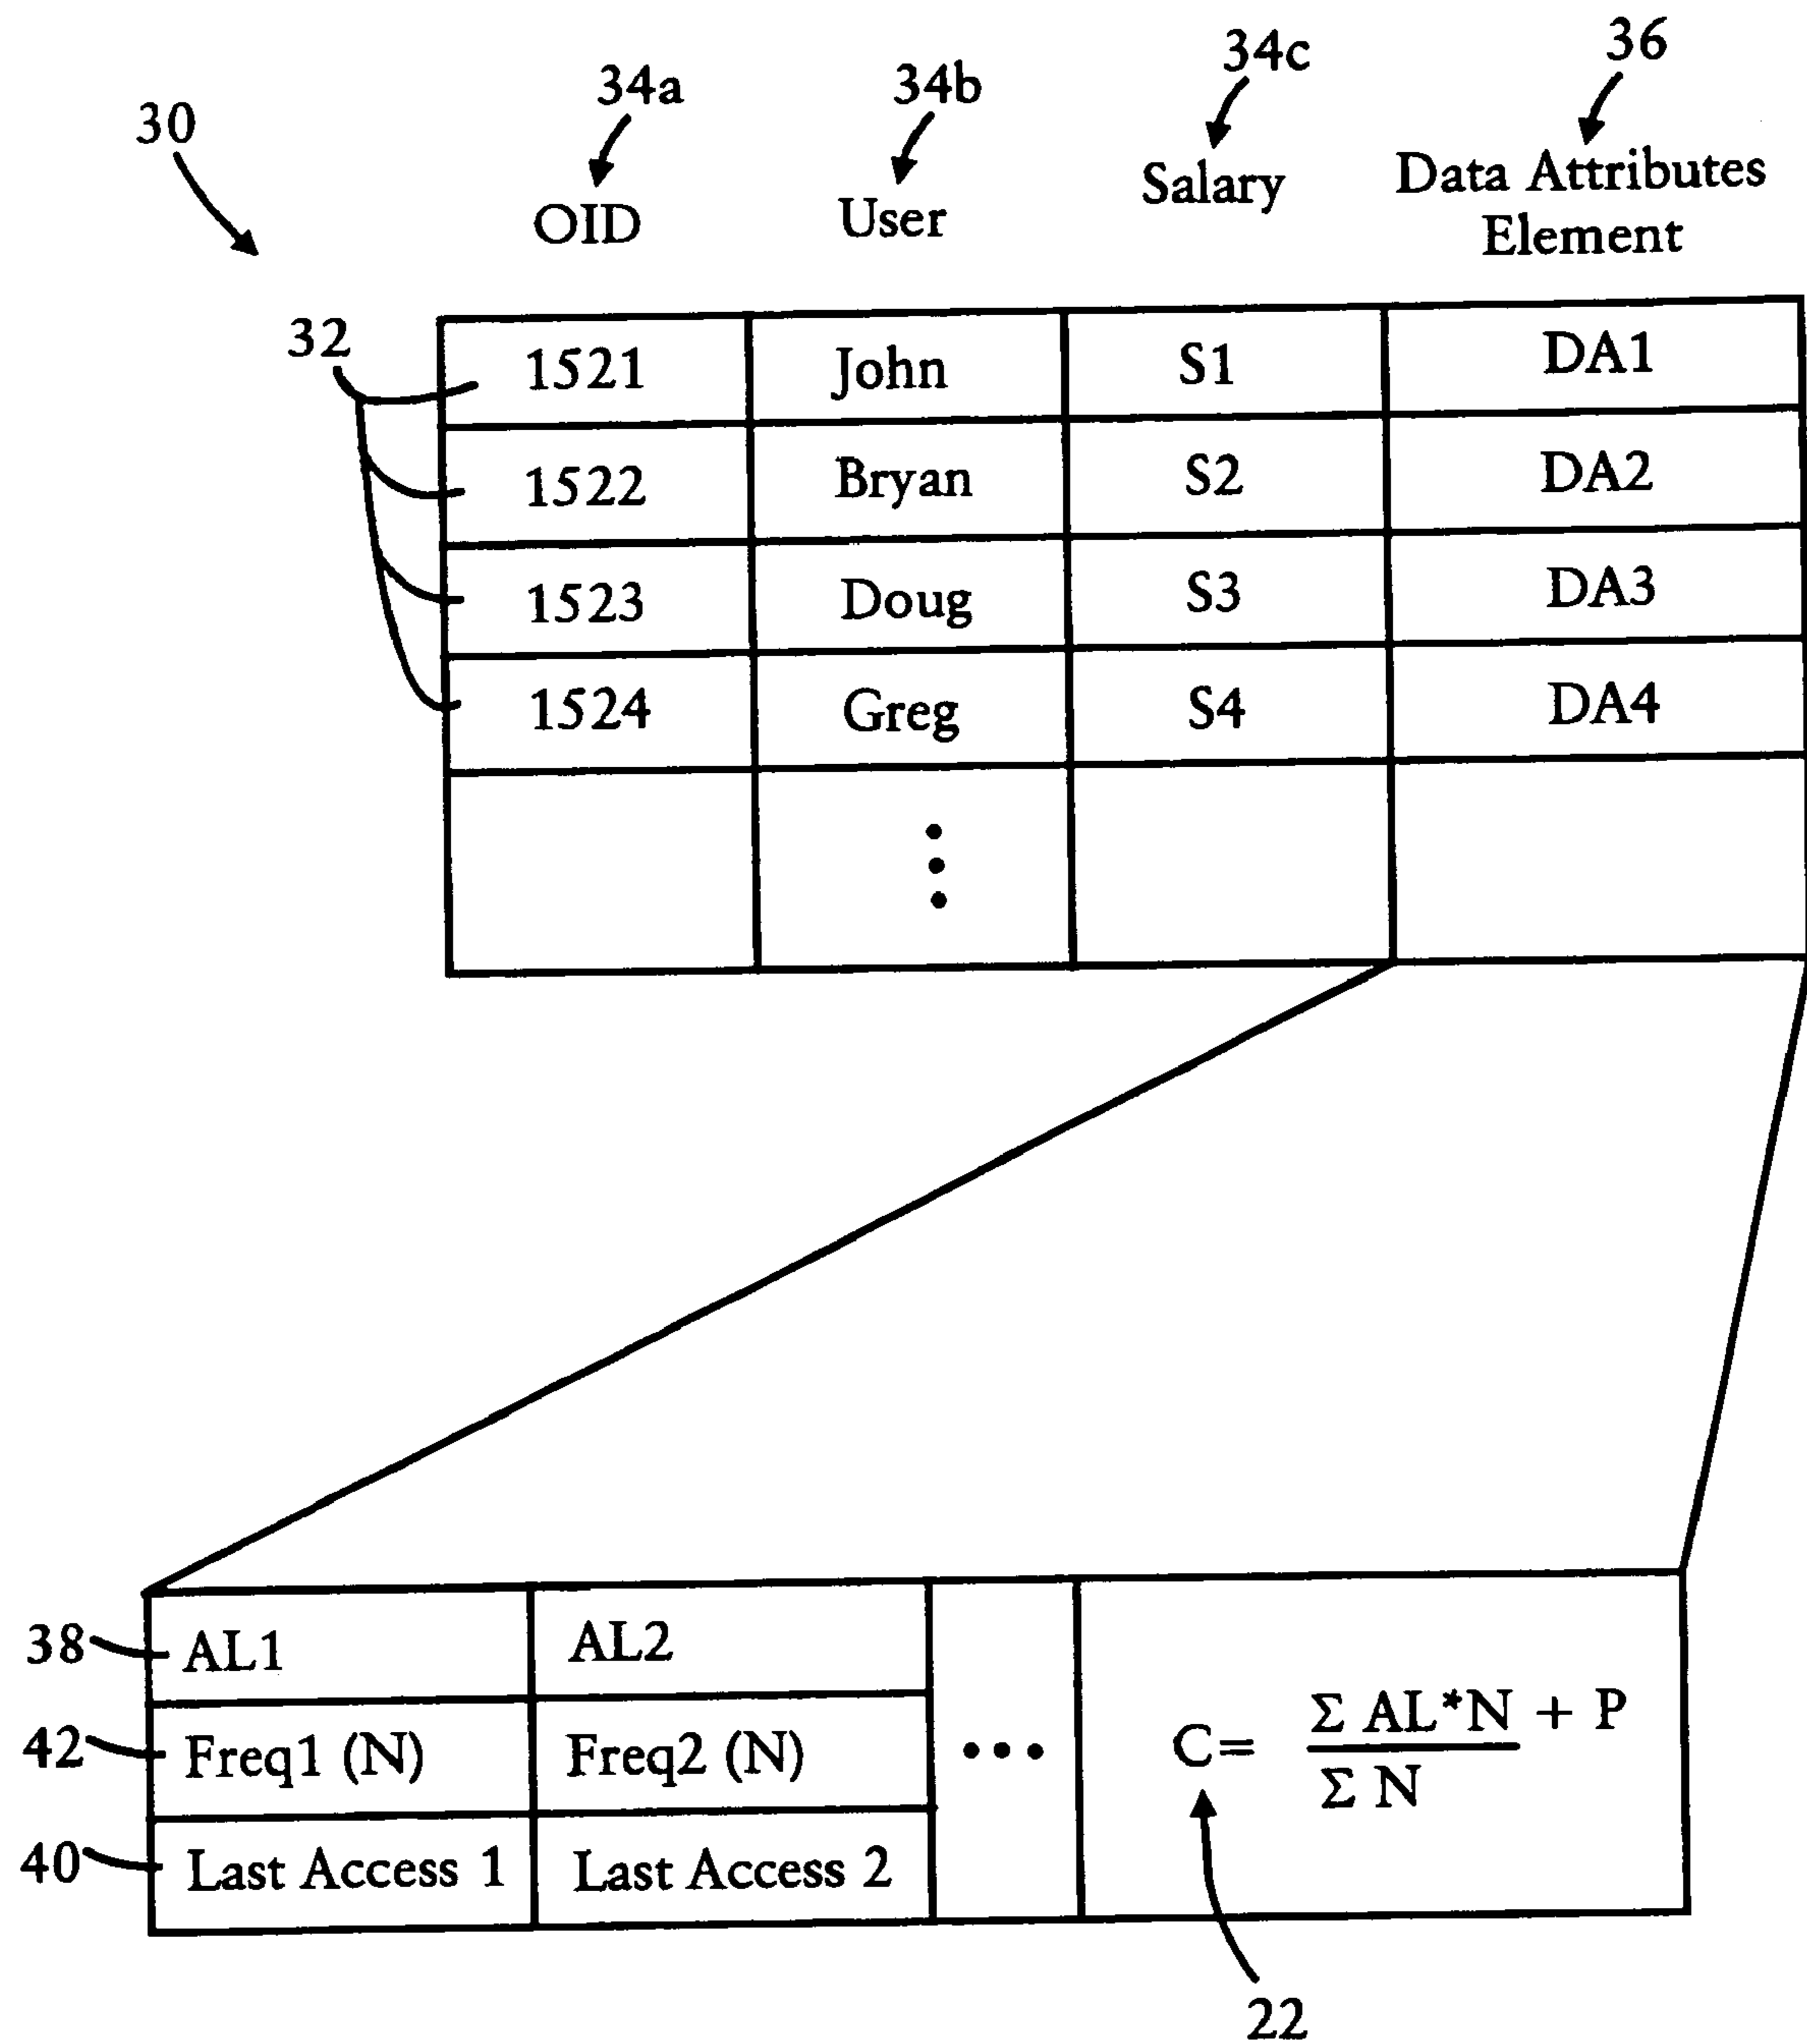 36
34c
34a
34b
30
Data Attributes
Element
Salary
OID
User
32
1521 John S1 DA1
1522 Bryan S2 DA2
1523 Doug S3 DA3
1524 Greg S4 DA4
38 AL1 AL2
42 Freq1 (N) Freq2 (N) ••• C= Σ AL*N + P
Σ N
40 Last Access 1 Last Access 2
22